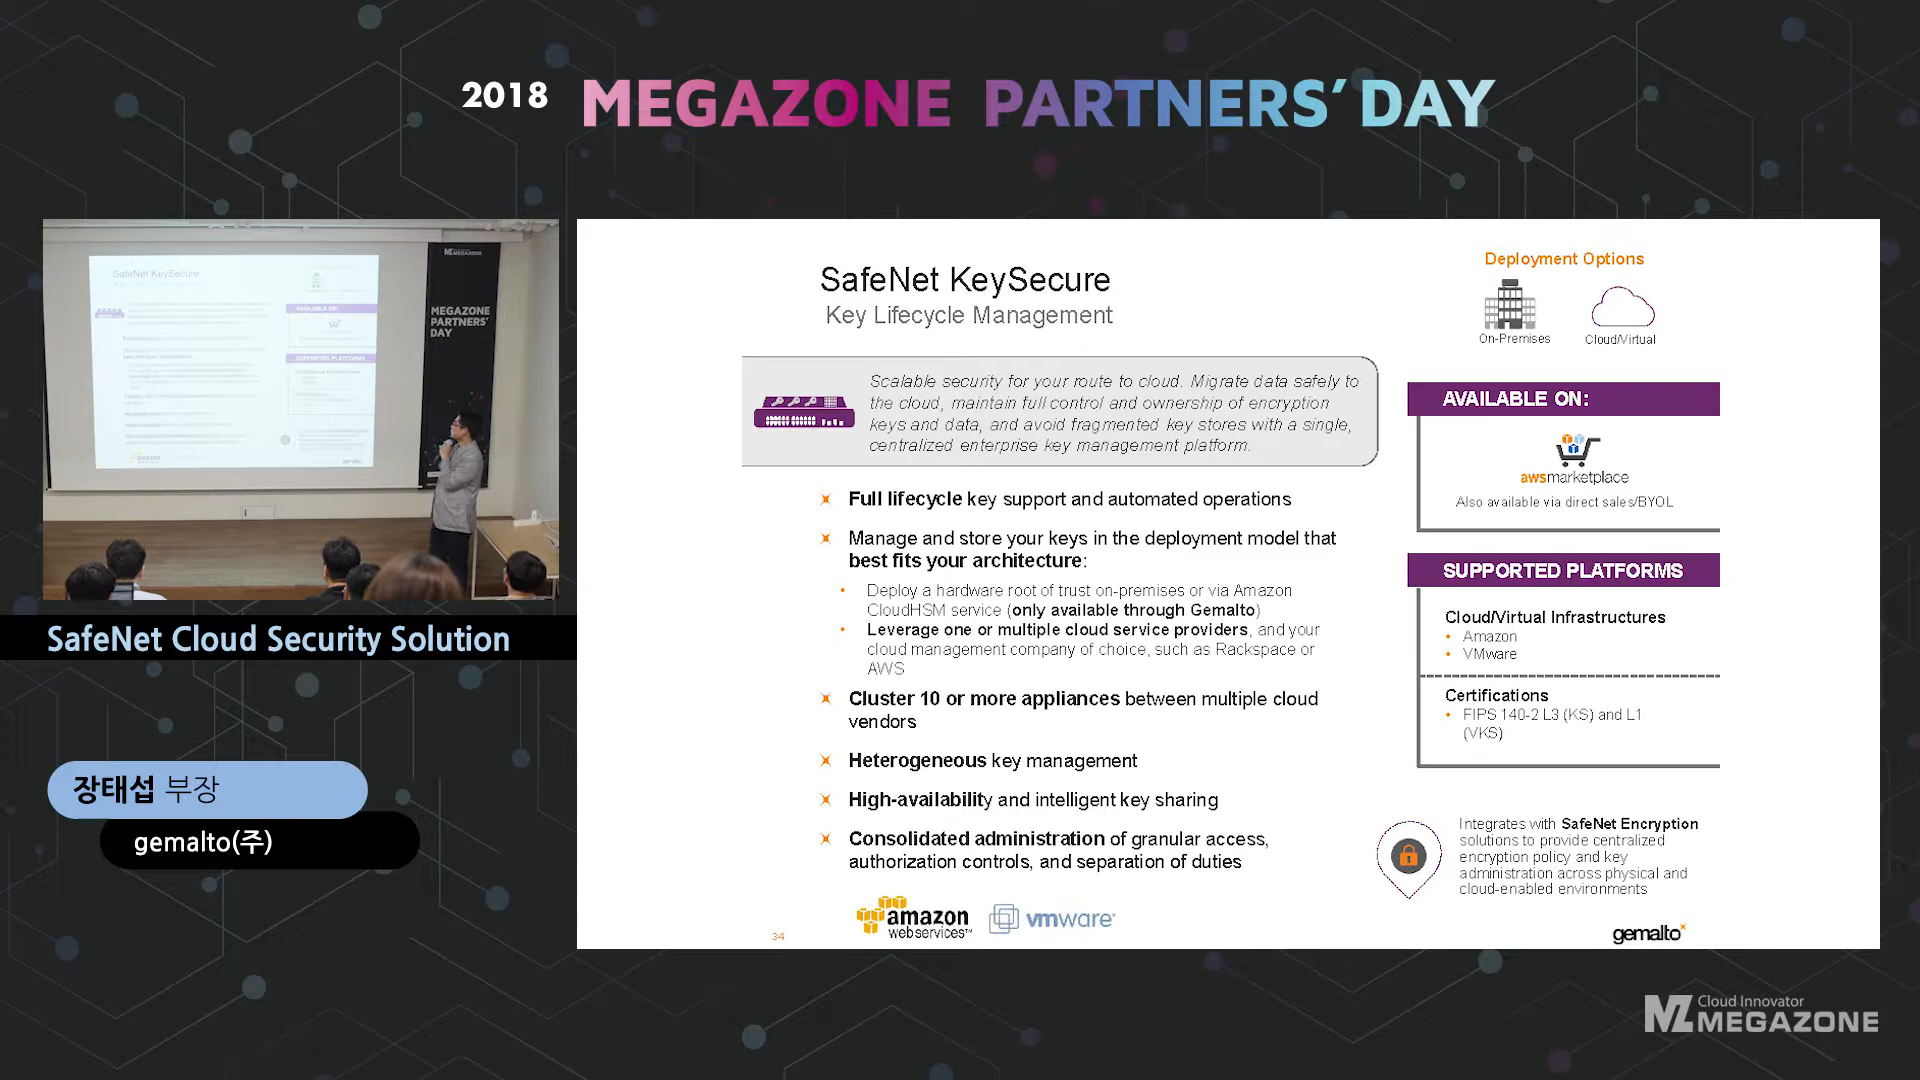 2018 MEGAZONE PARTNERS' DAY
SafeNet KeySecure
MEGAZONE
MEGAZONE
PARTNERS'
DAY
AVAILABLE ON:
SUPPORTED PLATFORMS
SafeNet Cloud Security Solution
장태섭 부장
gemalto(주)
SafeNet KeySecure
Key Lifecycle Management
Scalable security for your route to cloud. Migrate data safely to
the cloud, maintain full control and ownership of encryption
keys and data, and avoid fragmented key stores with a single,
centralized enterprise key management platform.
Full lifecycle key support and automated operations
Manage and store your keys in the deployment model that
best fits your architecture:
• Deploy a hardware root of trust on-premises or via Amazon
CloudHSM service (only available through Gemalto)
• Leverage one or multiple cloud service providers, and your
cloud management company of choice, such as Rackspace or
AWS
Cluster 10 or more appliances between multiple cloud
vendors
Heterogeneous key management
High-availability and intelligent key sharing
Consolidated administration of granular access,
authorization controls, and separation of duties
34
amazon
web services™
vmware
Deployment Options
On-Premises
Cloud/Virtual
AVAILABLE ON:
awsmarketplace
Also available via direct sales/BYOL
SUPPORTED PLATFORMS
Cloud/Virtual Infrastructures
• Amazon
• VMware
Certifications
• FIPS 140-2 L3 (KS) and L1
(VKS)
Integrates with SafeNet Encryption
solutions to provide centralized
encryption policy and key
administration across physical and
cloud-enabled environments
gemalto
MZ Cloud Innovator
MEGAZONE